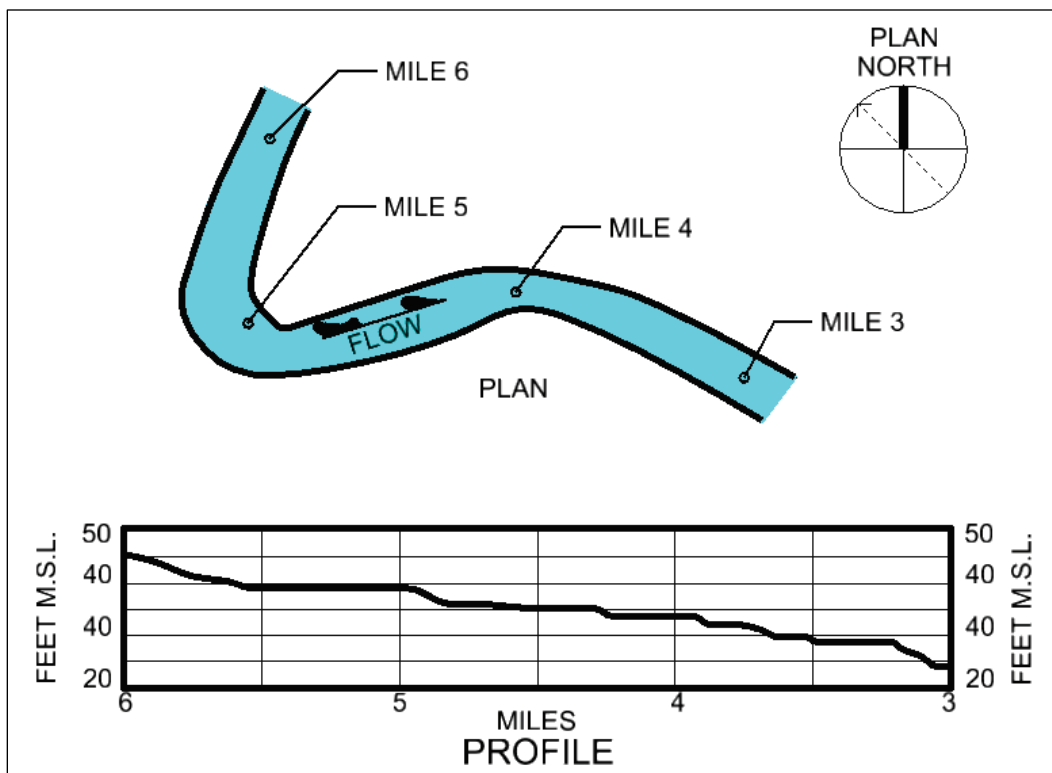 PLAN
NORTH
MILE 6
MILE 5
MILE 4
MILE 3
FLOW
PLAN
FEET M.S.L.
50
40
40
20
50
40
40
20
FEET M.S.L.
6 5 4 3
MILES
PROFILE